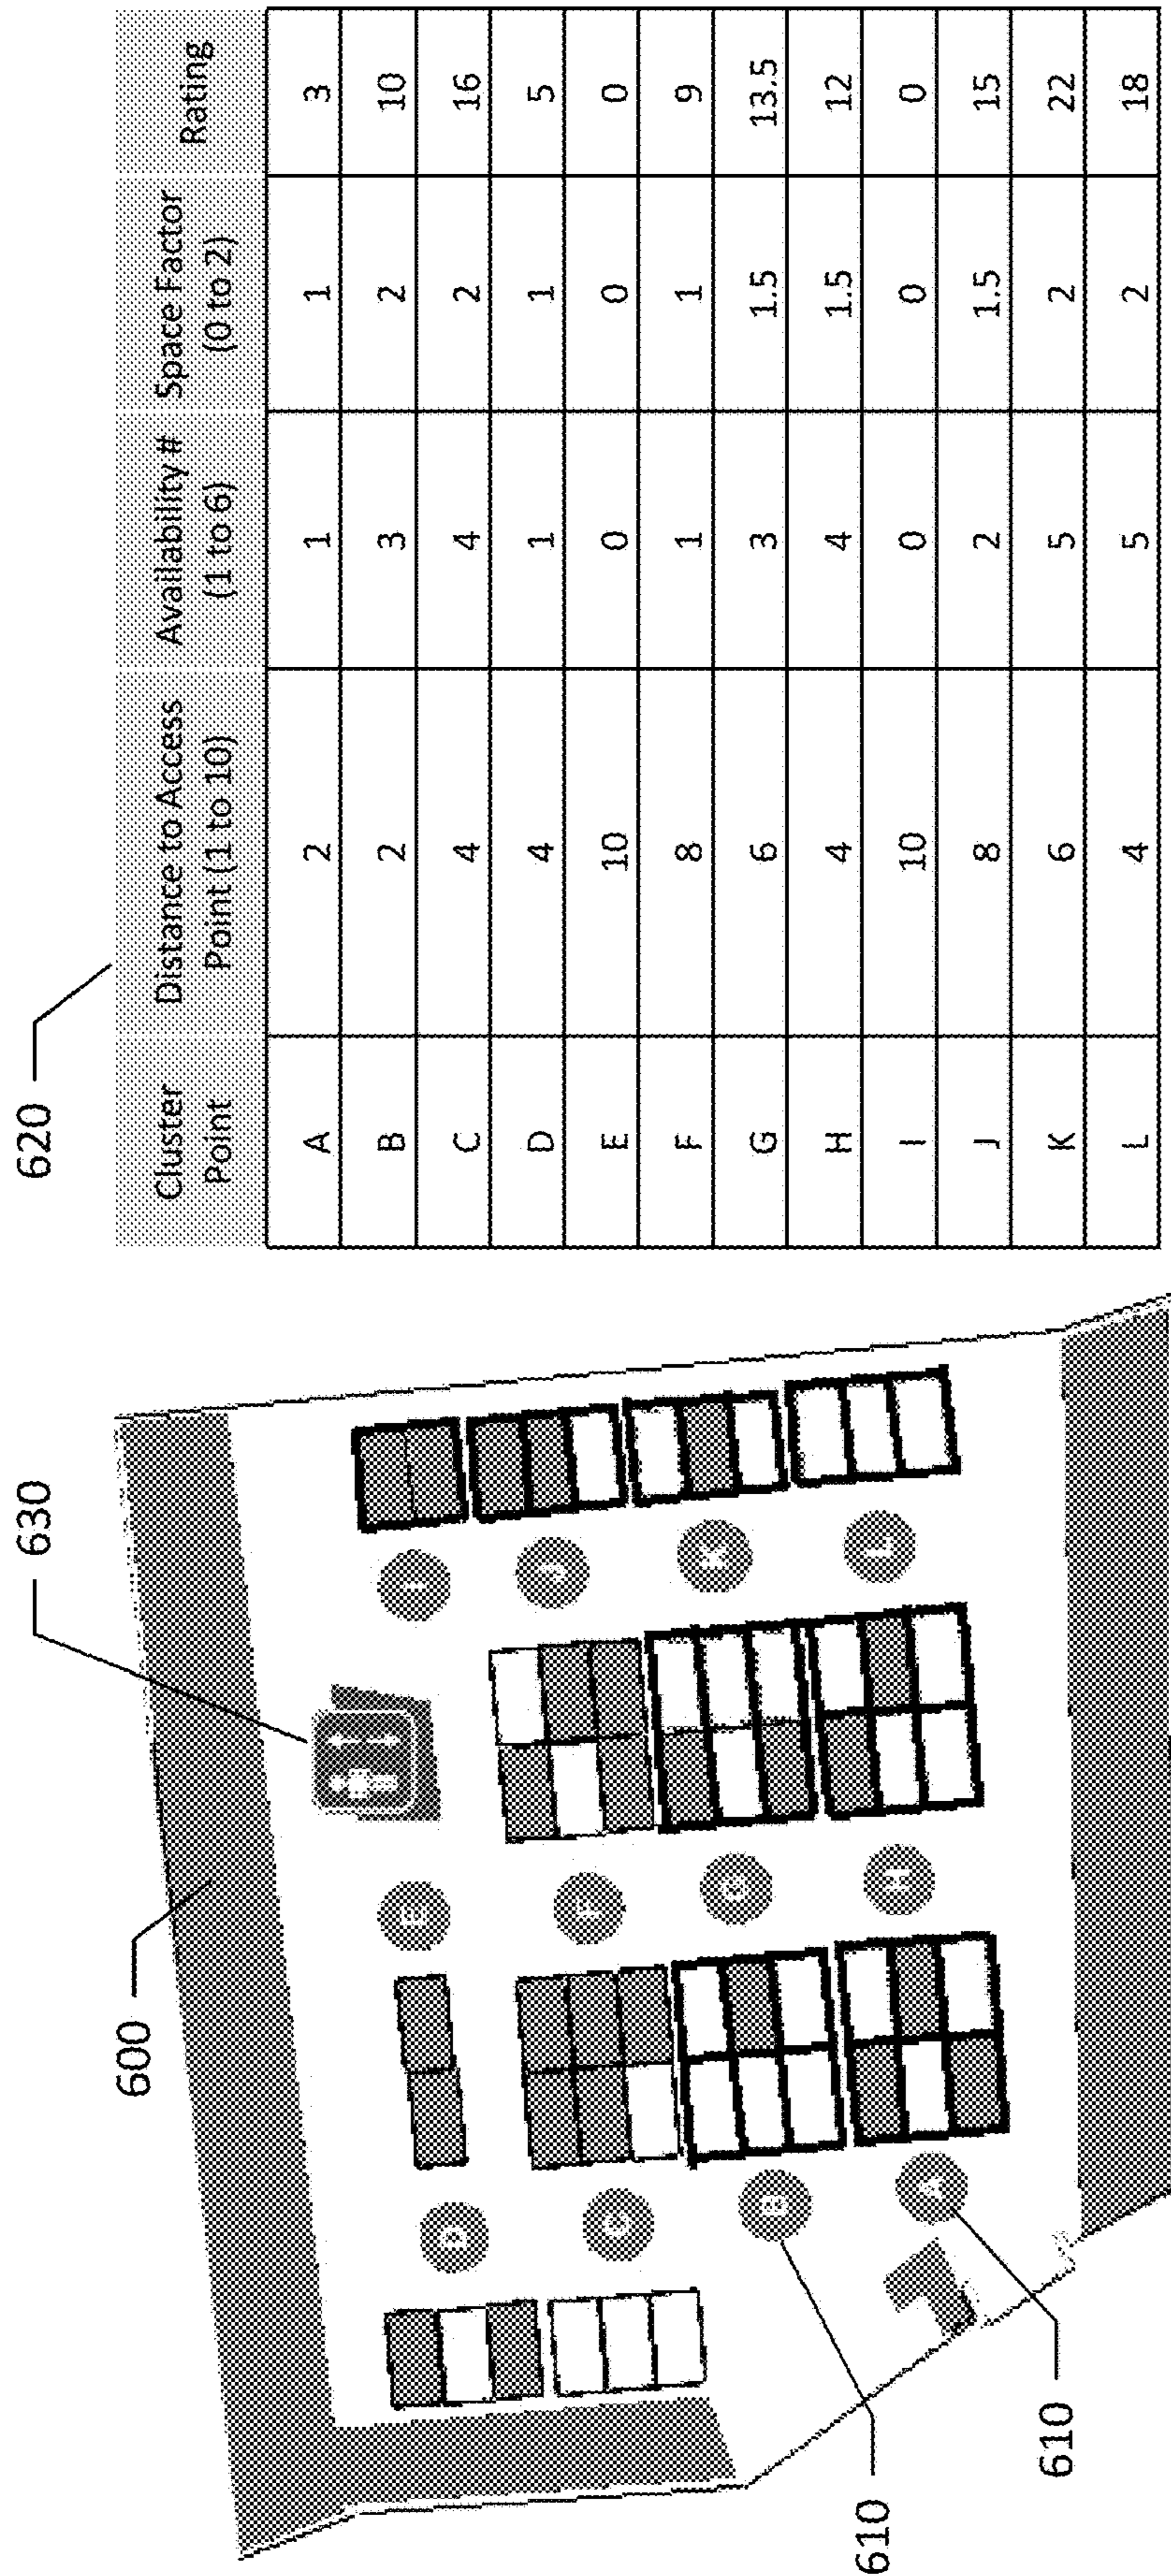 620
Cluster Point Distance to Access Point (1 to 10) Availability # (1 to 6) Space Factor (0 to 2) Rating
A 2 1 1 3
B 2 3 2 10
C 4 4 2 16
D 4 1 1 5
E 10 0 0 0
F 8 1 1 9
G 6 3 1.5 13.5
H 4 4 1.5 12
I 10 0 0 0
J 8 2 1.5 15
K 6 5 2 22
L 4 5 2 18
600
630
D
E
I
C
F
J
B
G
K
A
H
L
610
610